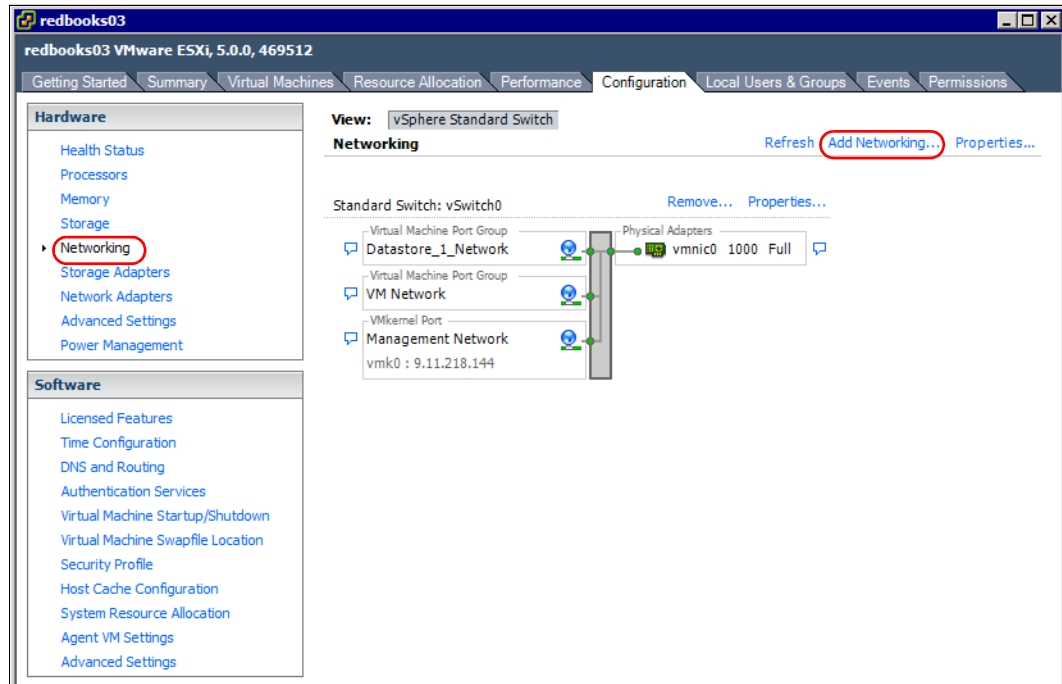 redbooks03
redbooks03 VMware ESXi, 5.0.0, 469512
Getting Started Summary Virtual Machines Resource Allocation Performance Configuration Local Users & Groups Events Permissions
Hardware
Health Status
Processors
Memory
Storage
Networking
Storage Adapters
Network Adapters
Advanced Settings
Power Management
Software
Licensed Features
Time Configuration
DNS and Routing
Authentication Services
Virtual Machine Startup/Shutdown
Virtual Machine Swapfile Location
Security Profile
Host Cache Configuration
System Resource Allocation
Agent VM Settings
Advanced Settings
View: vSphere Standard Switch
Networking Refresh Add Networking... Properties...
Standard Switch: vSwitch0 Remove... Properties...
Virtual Machine Port Group
Datastore_1_Network
Virtual Machine Port Group
VM Network
VMkernel Port
Management Network
vmk0 : 9.11.218.144
Physical Adapters
vmnic0 1000 Full